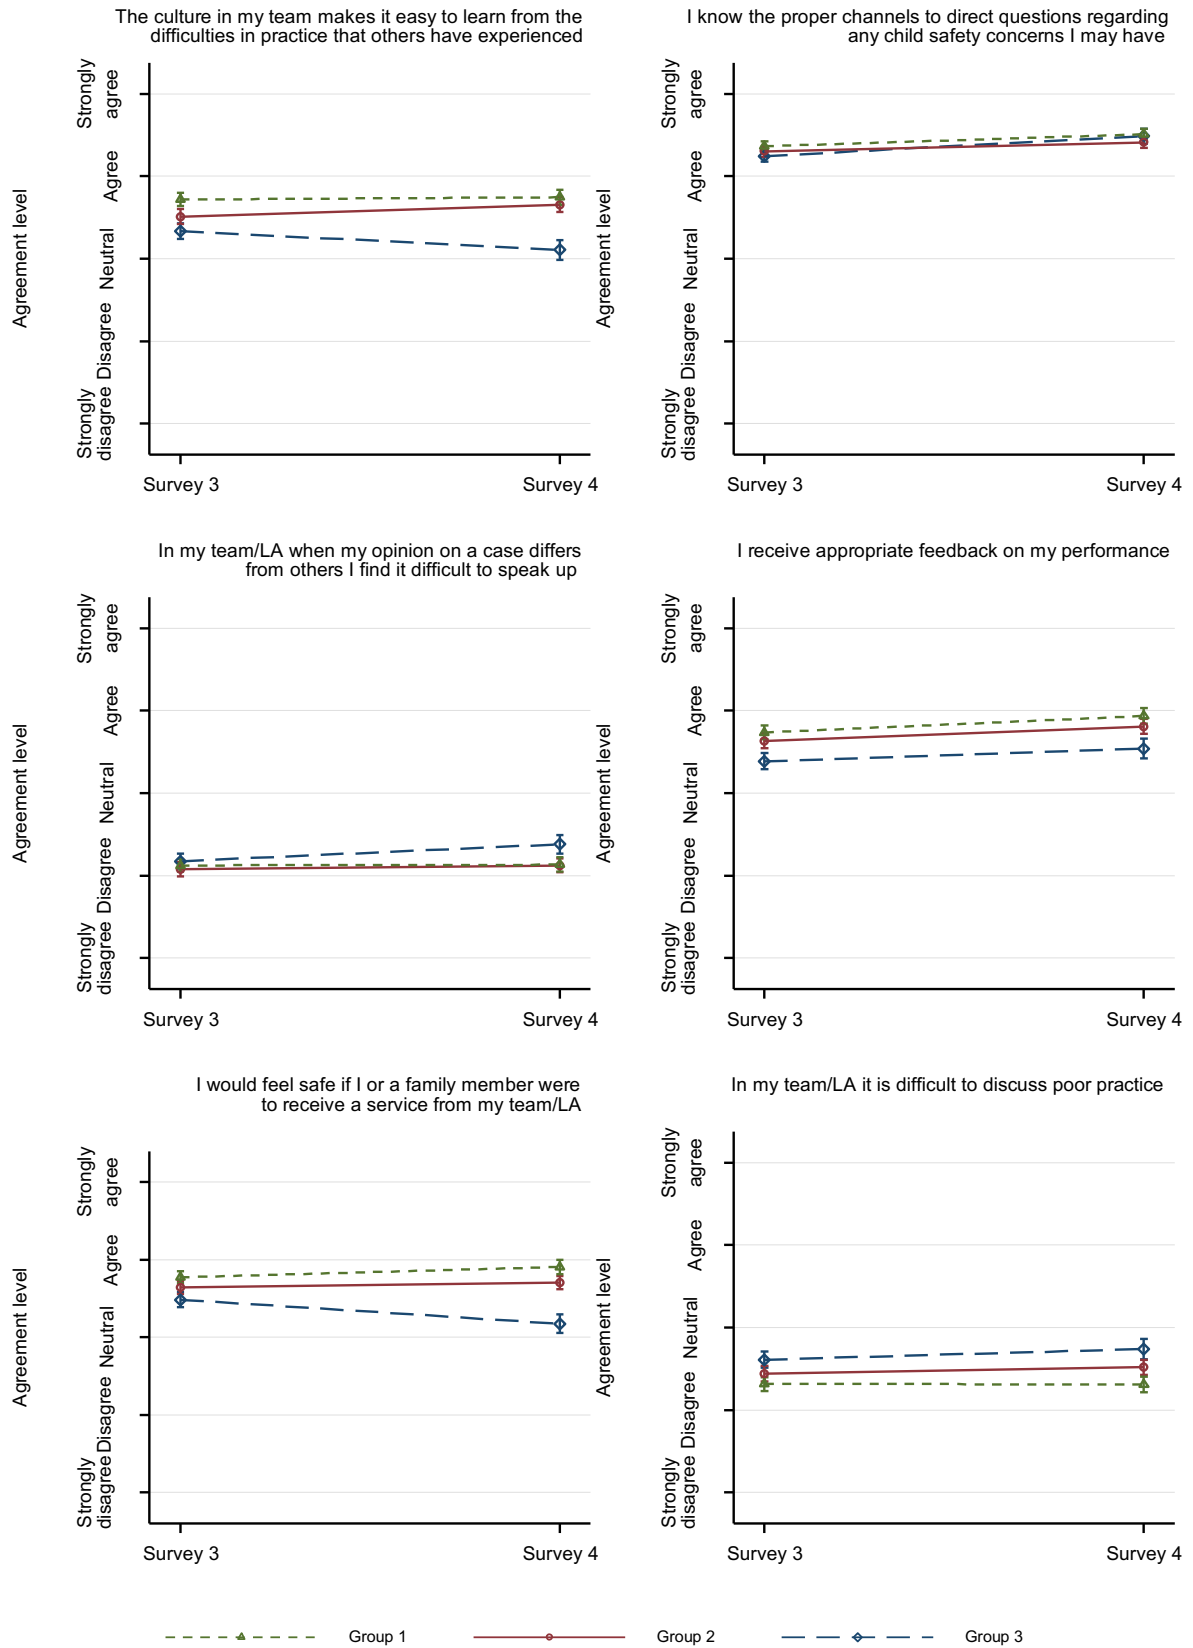 The culture in my team makes it easy to learn from the
difficulties in practice that others have experienced
Agreement level
Strongly
agree
Agree
Neutral
Disagree
Strongly
disagree
Survey 3
Survey 4
I know the proper channels to direct questions regarding
any child safety concerns I may have
Agreement level
Strongly
agree
Agree
Neutral
Disagree
Strongly
disagree
Survey 3
Survey 4
In my team/LA when my opinion on a case differs
from others I find it difficult to speak up
Agreement level
Strongly
agree
Agree
Neutral
Disagree
Strongly
disagree
Survey 3
Survey 4
I receive appropriate feedback on my performance
Agreement level
Strongly
agree
Agree
Neutral
Disagree
Strongly
disagree
Survey 3
Survey 4
I would feel safe if I or a family member were
to receive a service from my team/LA
Agreement level
Strongly
agree
Agree
Neutral
Disagree
Strongly
disagree
Survey 3
Survey 4
In my team/LA it is difficult to discuss poor practice
Agreement level
Strongly
agree
Agree
Neutral
Disagree
Strongly
disagree
Survey 3
Survey 4
Group 1
Group 2
Group 3